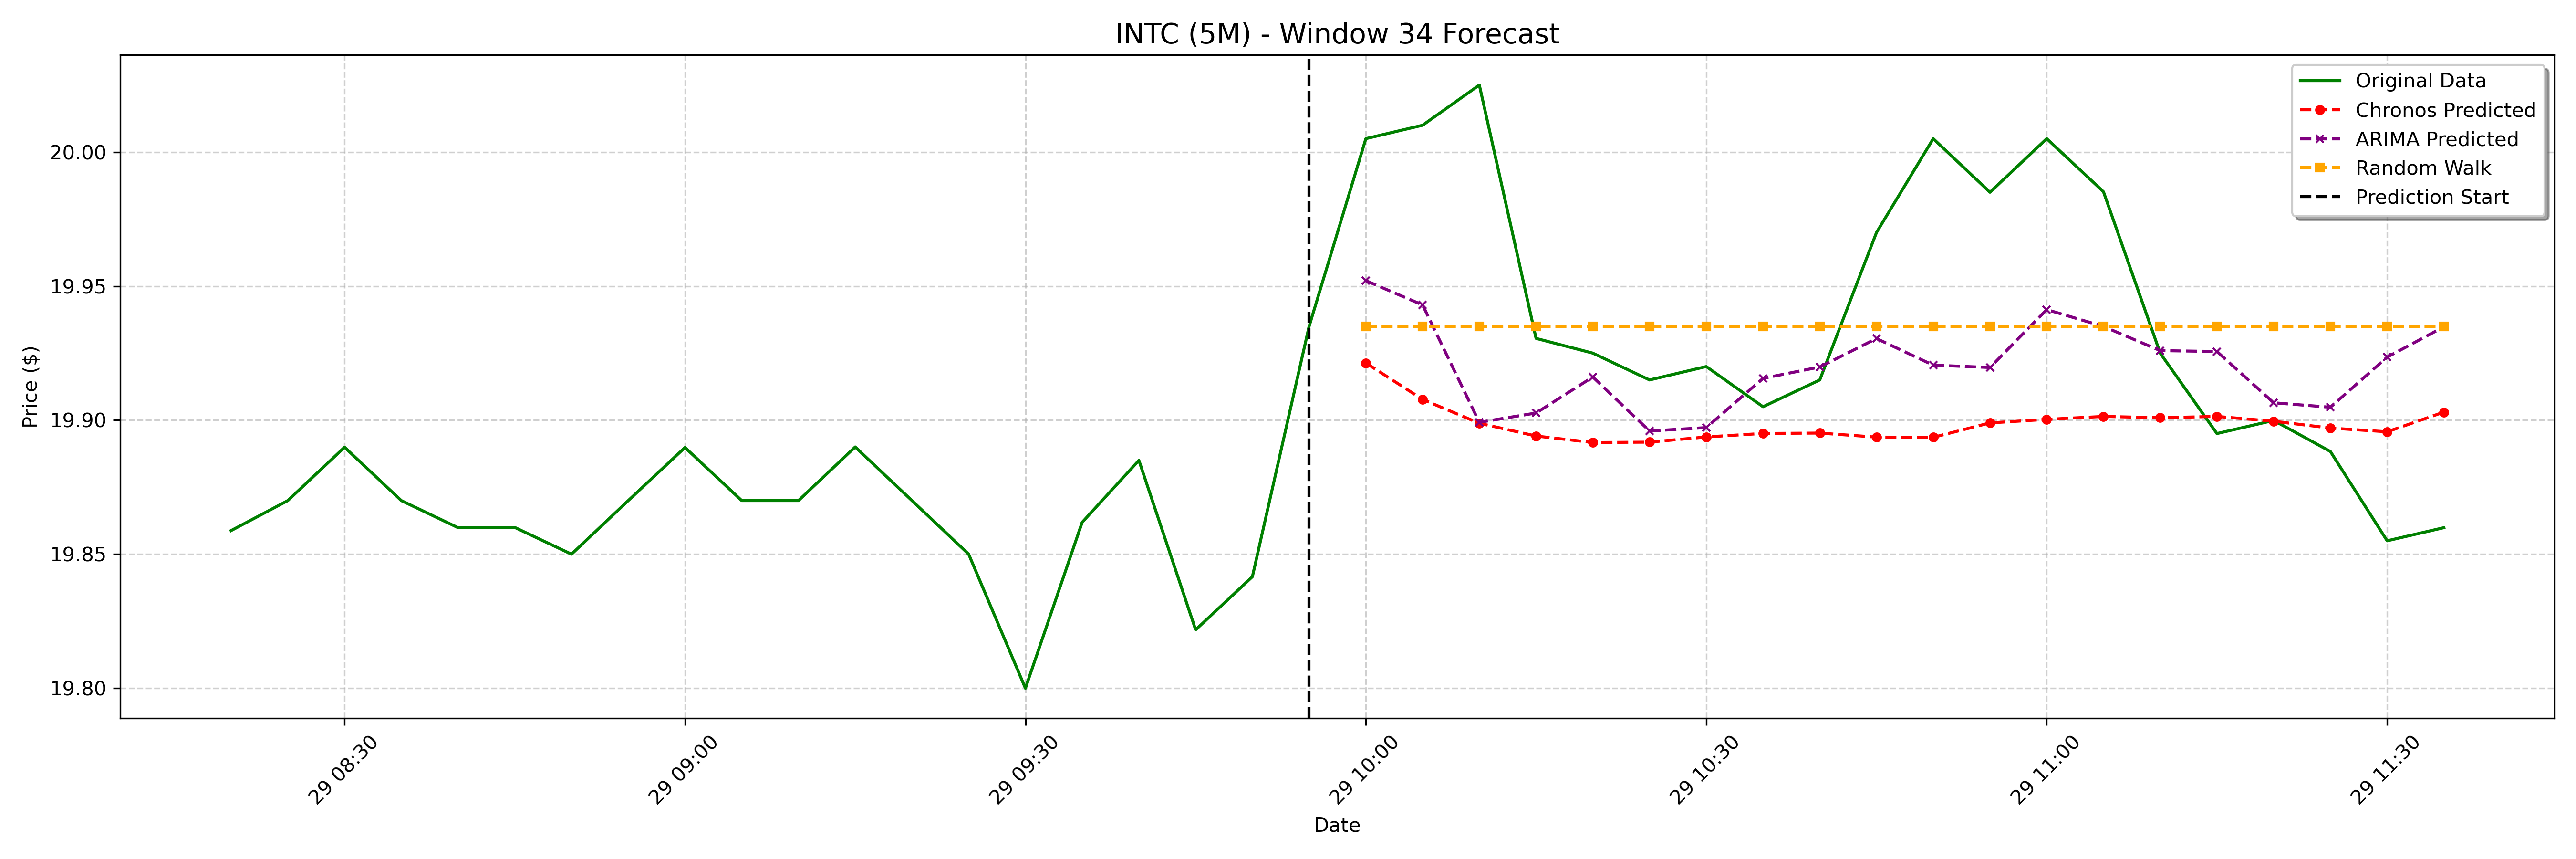 INTC (5M) - Window 34 Forecast
Original Data
Chronos Predicted
ARIMA Predicted
Random Walk
Prediction Start
Price ($)
20.00
19.95
19.90
19.85
19.80
29 08:30
29 09:00
29 09:30
29 10:00
29 10:30
29 11:00
29 11:30
Date